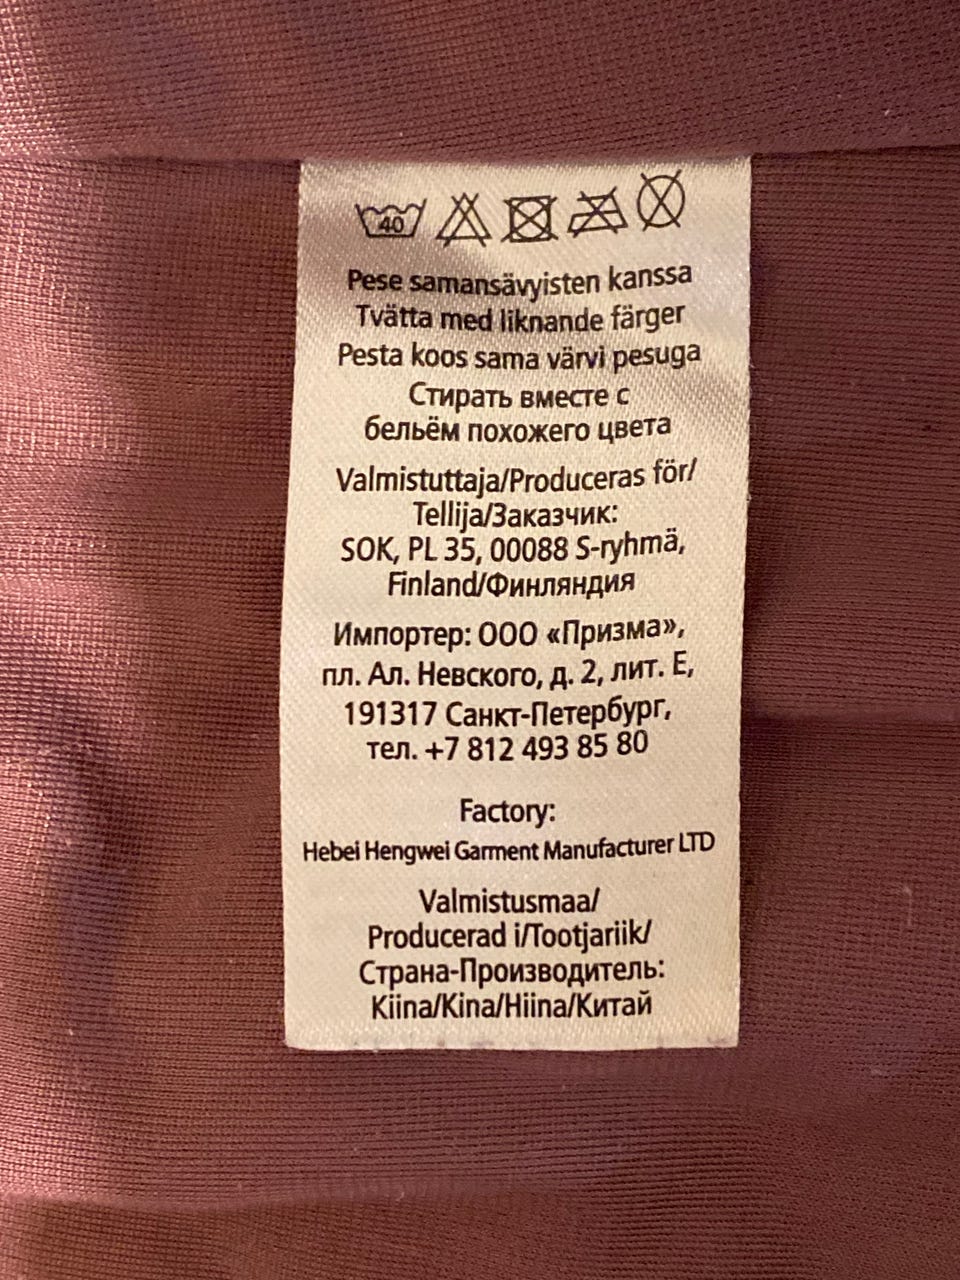 40
Pese samansävyisten kanssa
Tvätta med liknande färger
Pesta koos sama värvi pesuga
Стирать вместе с
бельём похожего цвета
Valmistuttaja/Produceras för/
Tellija/Заказчик:
SOK, PL 35, 00088 S-ryhmä,
Finland/Финляндия
Импортер: ООО «Призма»,
пл. Ал. Невского, д. 2, лит. Е,
191317 Санкт-Петербург,
тел. +7 812 493 85 80
Factory:
Hebei Hengwei Garment Manufacturer LTD
Valmistusmaa/
Producerad i/Tootjariik/
Страна-Производитель:
Kiina/Kina/Hiina/Китай